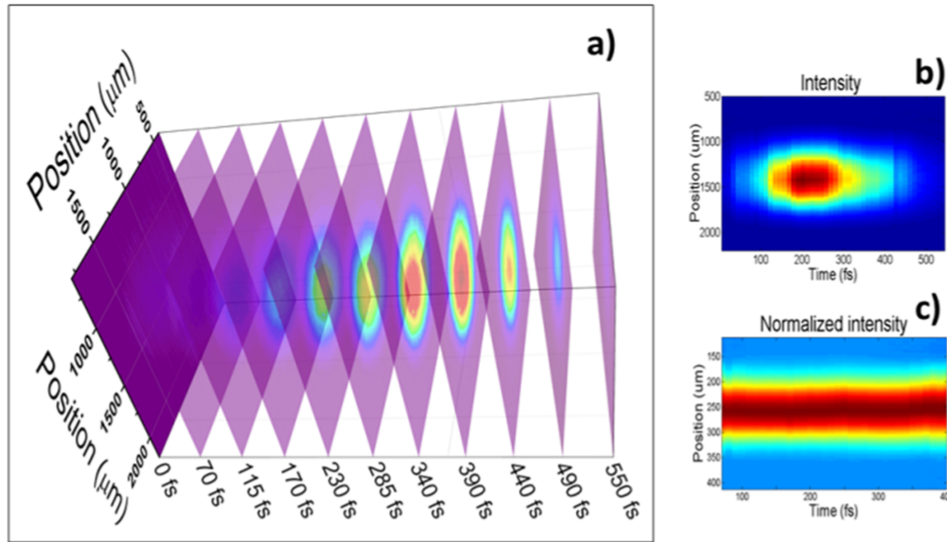 a)
Position (μm)
500
1000
1500
Position (μm)
1000
1500
2000
0 fs
70 fs
115 fs
170 fs
230 fs
285 fs
340 fs
390 fs
440 fs
490 fs
550 fs
b)
Intensity
Position (um)
500
1000
1500
2000
100 200 300 400 500
Time (fs)
c)
Normalized intensity
Position (um)
150
200
250
300
350
400
100 200 300 400
Time (fs)